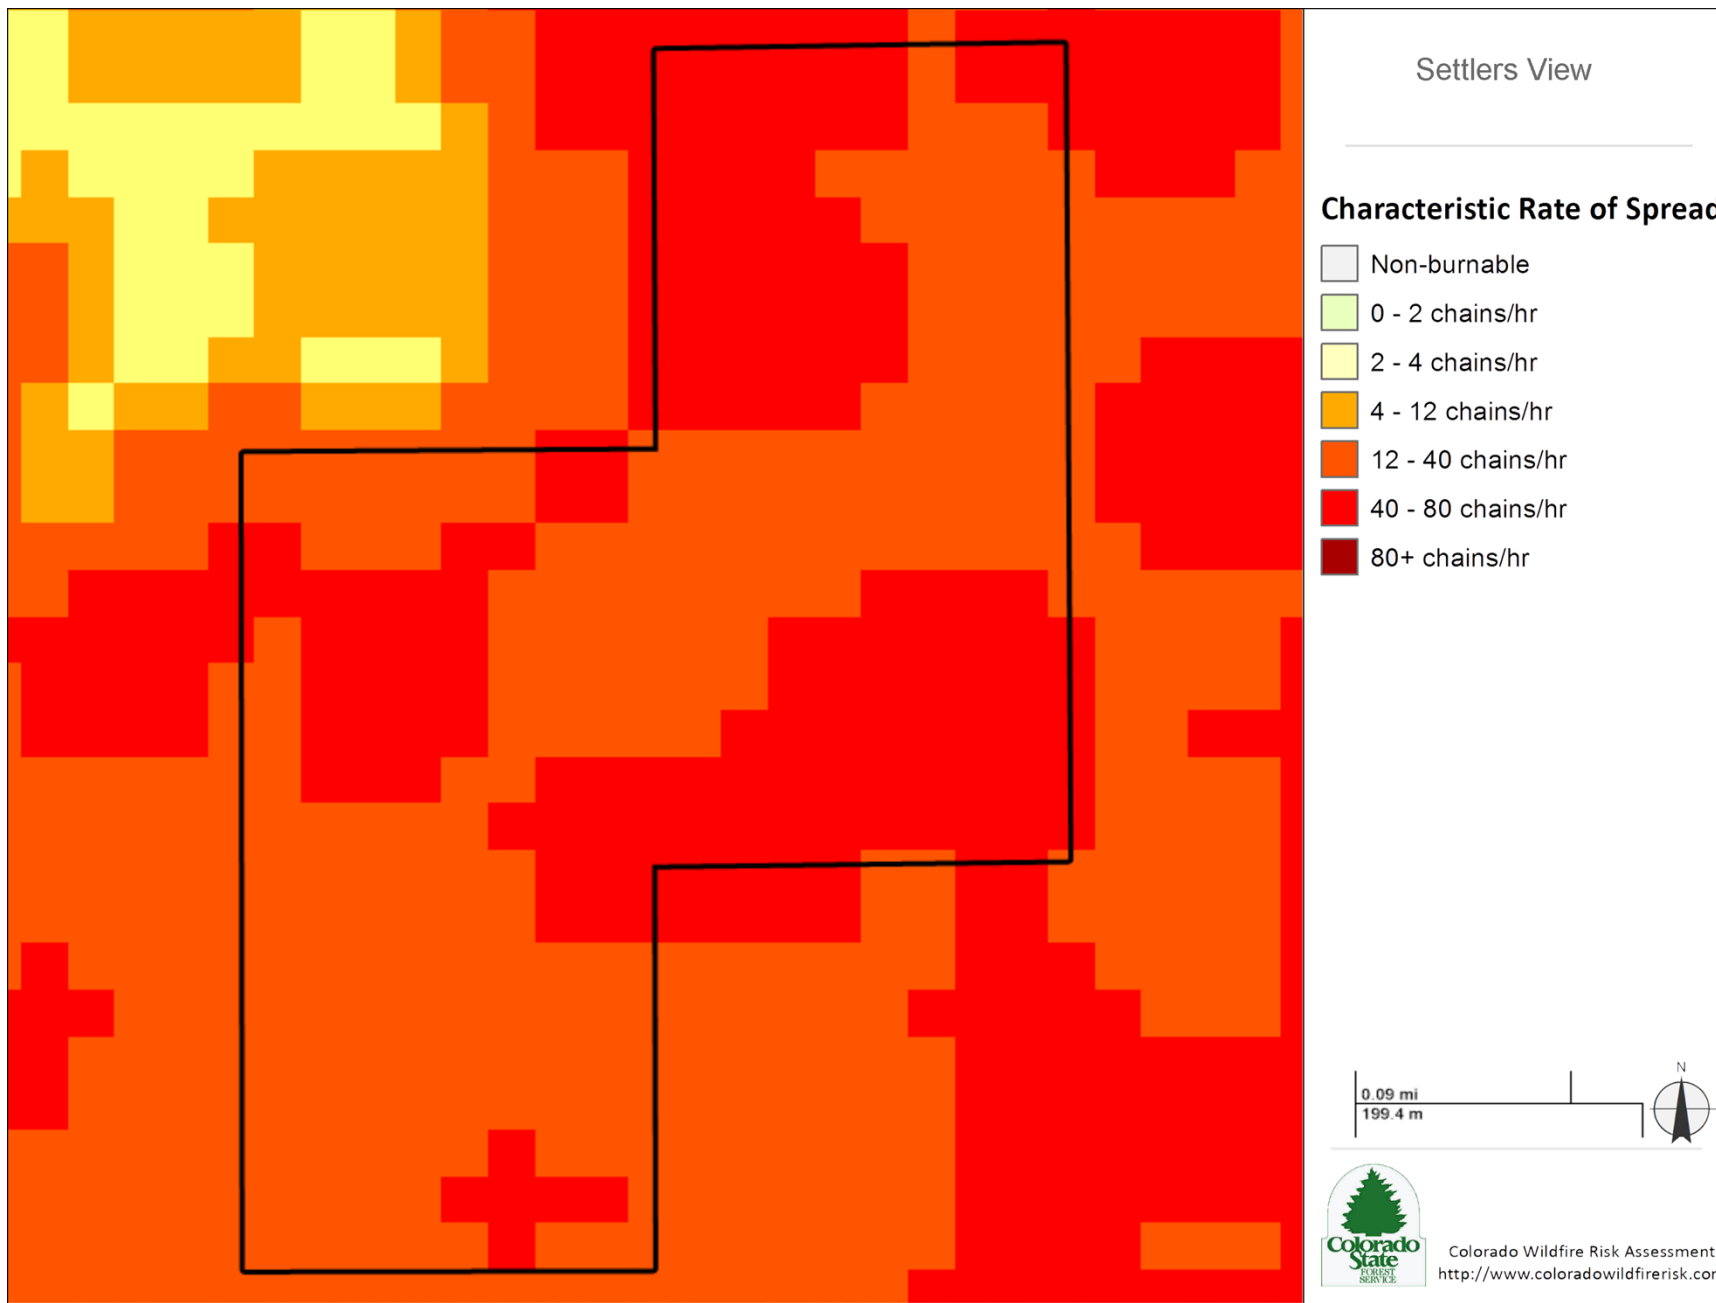 Settlers View
Characteristic Rate of Spread
Non-burnable
0 - 2 chains/hr
2 - 4 chains/hr
4 - 12 chains/hr
12 - 40 chains/hr
40 - 80 chains/hr
80+ chains/hr
0.09 mi
199.4 m
N
Colorado
State
FOREST
SERVICE
Colorado Wildfire Risk Assessment
http://www.coloradowildfirerisk.com